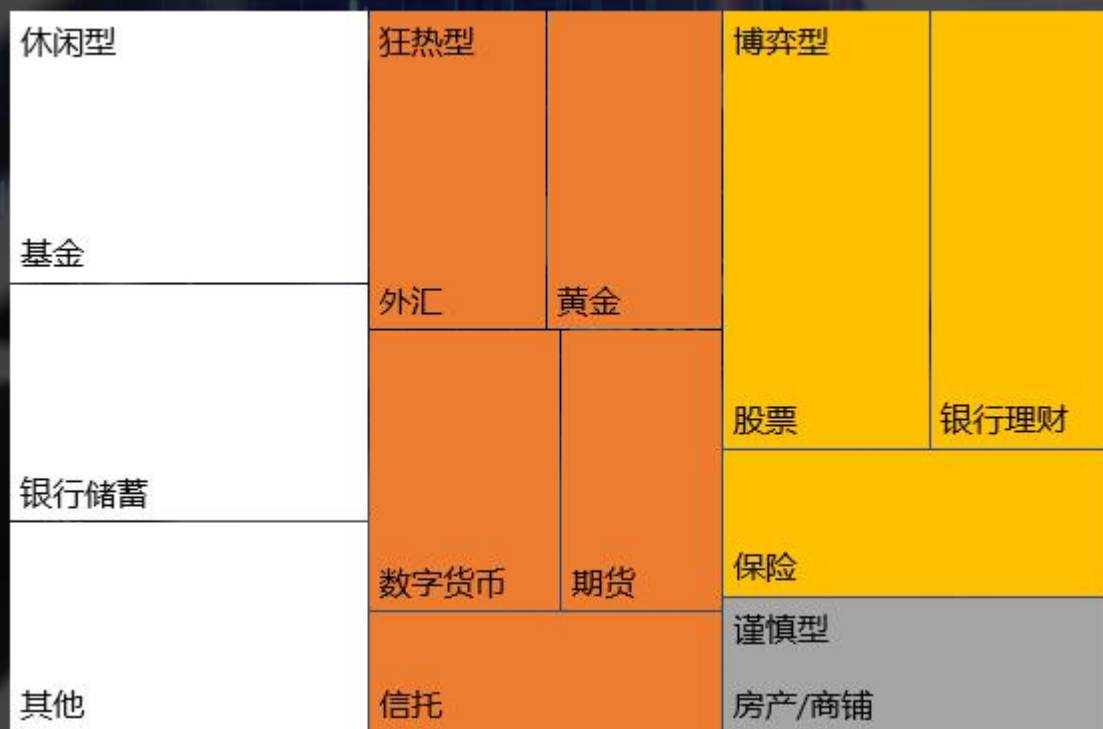 休闲型
基金
银行储蓄
其他
狂热型
外汇
黄金
数字货币
期货
信托
博弈型
股票
银行理财
保险
谨慎型
房产/商铺